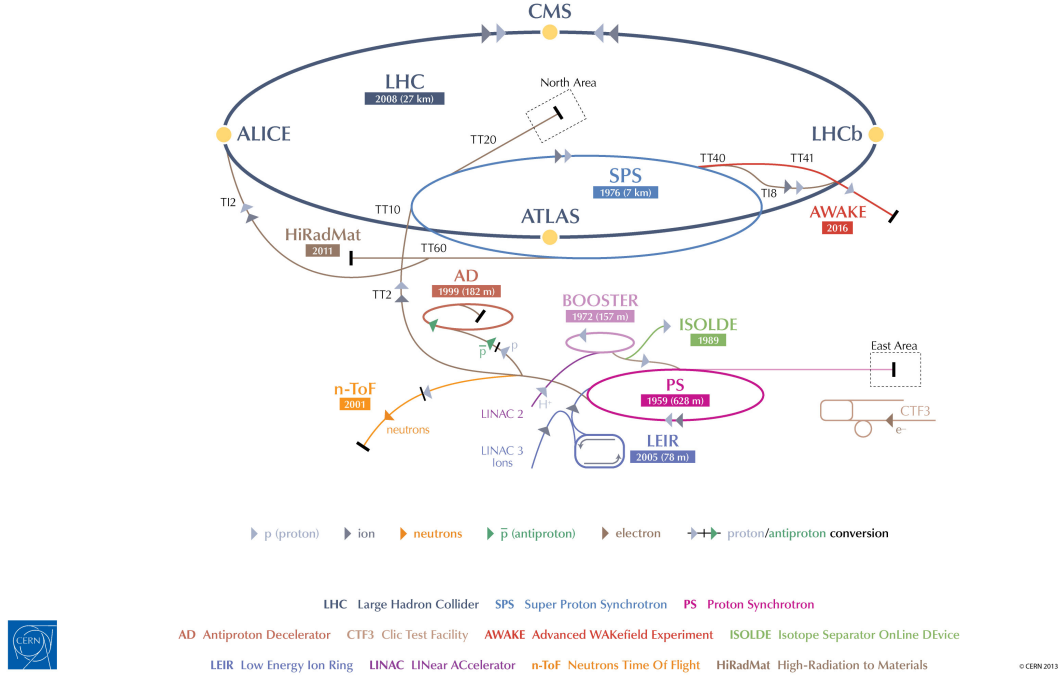 CMS
LHC
2008 (27 km)
North Area
ALICE
TT20
LHCb
TT40
TT41
SPS
1976 (7 km)
TI8
TI2
TT10
ATLAS
AWAKE
2016
HiRadMat
2011
TT60
AD
1999 (182 m)
TT2
BOOSTER
1972 (157 m)
ISOLDE
1989
p
p̅
East Area
n-ToF
2001
PS
1959 (628 m)
H⁺
LINAC 2
neutrons
CTF3
e⁻
LEIR
2005 (78 m)
LINAC 3
Ions
p (proton)
ion
neutrons
p̅ (antiproton)
electron
proton/antiproton conversion
LHC Large Hadron Collider SPS Super Proton Synchrotron PS Proton Synchrotron
AD Antiproton Decelerator CTF3 Clic Test Facility AWAKE Advanced WAKefield Experiment ISOLDE Isotope Separator OnLine DEvice
LEIR Low Energy Ion Ring LINAC LINear ACcelerator n-ToF Neutrons Time Of Flight HiRadMat High-Radiation to Materials
CERN
© CERN 2013